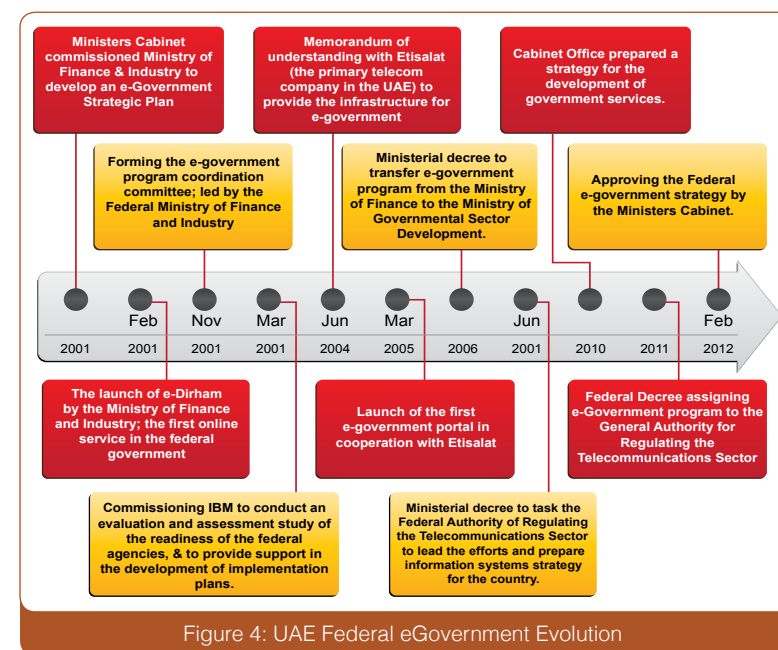 Ministers Cabinet
commissioned Ministry of
Finance & Industry to
develop an e-Government
Strategic Plan
Memorandum of
understanding with Etisalat
(the primary telecom
company in the UAE) to
provide the infrastructure for
e-government
Cabinet Office prepared a
strategy for the
development of
government services.
Forming the e-government
program coordination
committee; led by the
Federal Ministry of Finance
and Industry
Ministerial decree to
transfer e-government
program from the Ministry
of Finance to the Ministry of
Governmental Sector
Development.
Approving the Federal
e-government strategy by
the Ministers Cabinet.
Feb Nov Mar Jun Mar Jun Feb
2001 2001 2001 2001 2004 2005 2006 2001 2010 2011 2012
The launch of e-Dirham
by the Ministry of Finance
and Industry; the first online
service in the federal
government
Launch of the first
e-government portal in
cooperation with Etisalat
Federal Decree assigning
e-Government program to the
General Authority for
Regulating the
Telecommunications Sector
Commissioning IBM to conduct an
evaluation and assessment study of
the readiness of the federal
agencies, & to provide support in
the development of implementation
plans.
Ministerial decree to task the
Federal Authority of Regulating
the Telecommunications Sector
to lead the efforts and prepare
information systems strategy
for the country.
Figure 4: UAE Federal eGovernment Evolution